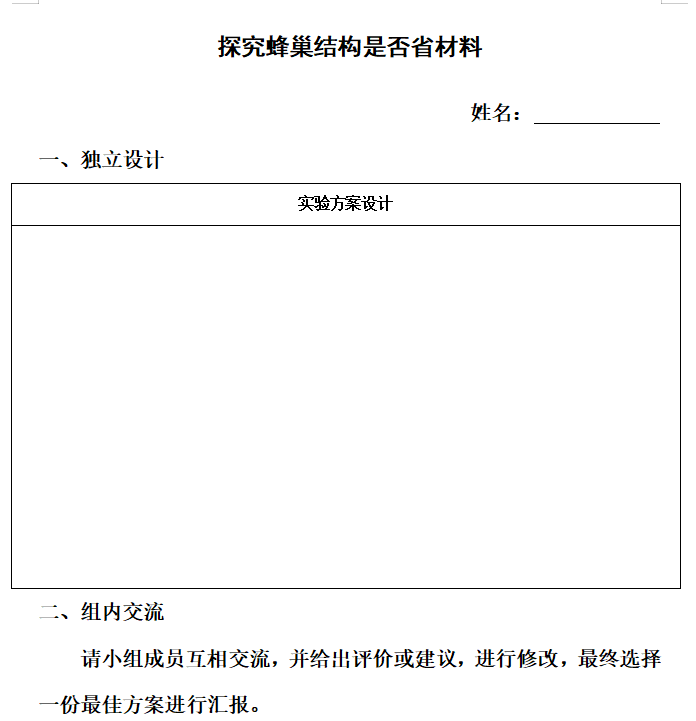 探究蜂巢结构是否省材料
姓名：____________
一、独立设计
实验方案设计
二、组内交流
请小组成员互相交流，并给出评价或建议，进行修改，最终选择
一份最佳方案进行汇报。